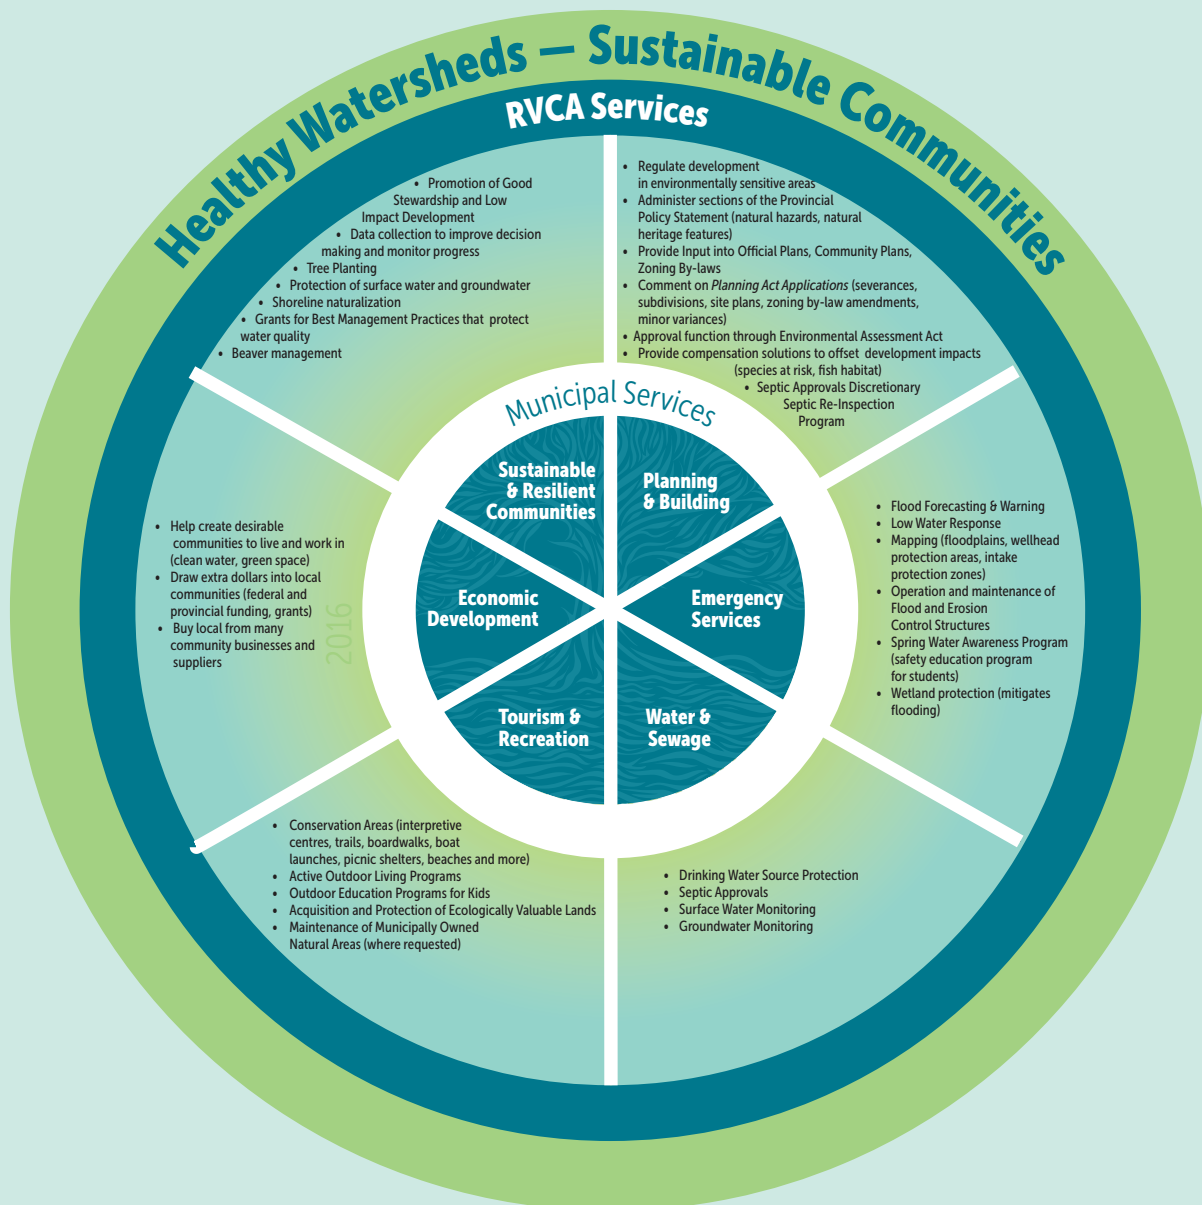 Healthy Watersheds — Sustainable Communities
RVCA Services
• Promotion of Good
Stewardship and Low
Impact Development
• Data collection to improve decision
making and monitor progress
• Tree Planting
• Protection of surface water and groundwater
• Shoreline naturalization
• Grants for Best Management Practices that protect
water quality
• Beaver management
• Regulate development
in environmentally sensitive areas
• Administer sections of the Provincial
Policy Statement (natural hazards, natural
heritage features)
• Provide Input into Official Plans, Community Plans,
Zoning By-laws
• Comment on Planning Act Applications (severances,
subdivisions, site plans, zoning by-law amendments,
minor variances)
• Approval function through Environmental Assessment Act
• Provide compensation solutions to offset development impacts
(species at risk, fish habitat)
• Septic Approvals Discretionary
Septic Re-Inspection
Program
Municipal Services
Sustainable
& Resilient
Communities
Planning
& Building
Economic
Development
Emergency
Services
Tourism &
Recreation
Water &
Sewage
• Help create desirable
communities to live and work in
(clean water, green space)
• Draw extra dollars into local
communities (federal and
provincial funding, grants)
• Buy local from many
community businesses and
suppliers
2016
• Flood Forecasting & Warning
• Low Water Response
• Mapping (floodplains, wellhead
protection areas, intake
protection zones)
• Operation and maintenance of
Flood and Erosion
Control Structures
• Spring Water Awareness Program
(safety education program
for students)
• Wetland protection (mitigates
flooding)
• Conservation Areas (interpretive
centres, trails, boardwalks, boat
launches, picnic shelters, beaches and more)
• Active Outdoor Living Programs
• Outdoor Education Programs for Kids
• Acquisition and Protection of Ecologically Valuable Lands
• Maintenance of Municipally Owned
Natural Areas (where requested)
• Drinking Water Source Protection
• Septic Approvals
• Surface Water Monitoring
• Groundwater Monitoring